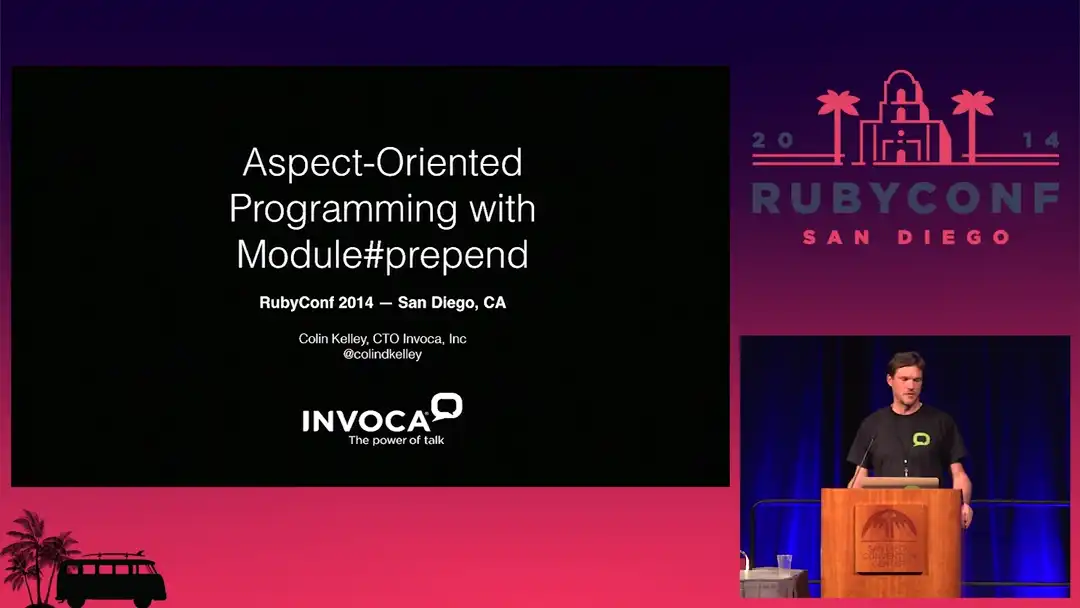 Aspect-Oriented
Programming with
Module#prepend
RubyConf 2014 — San Diego, CA
Colin Kelley, CTO Invoca, Inc
@colindkelley
INVOCA
The power of talk
20 14
RUBYCONF
SAN DIEGO